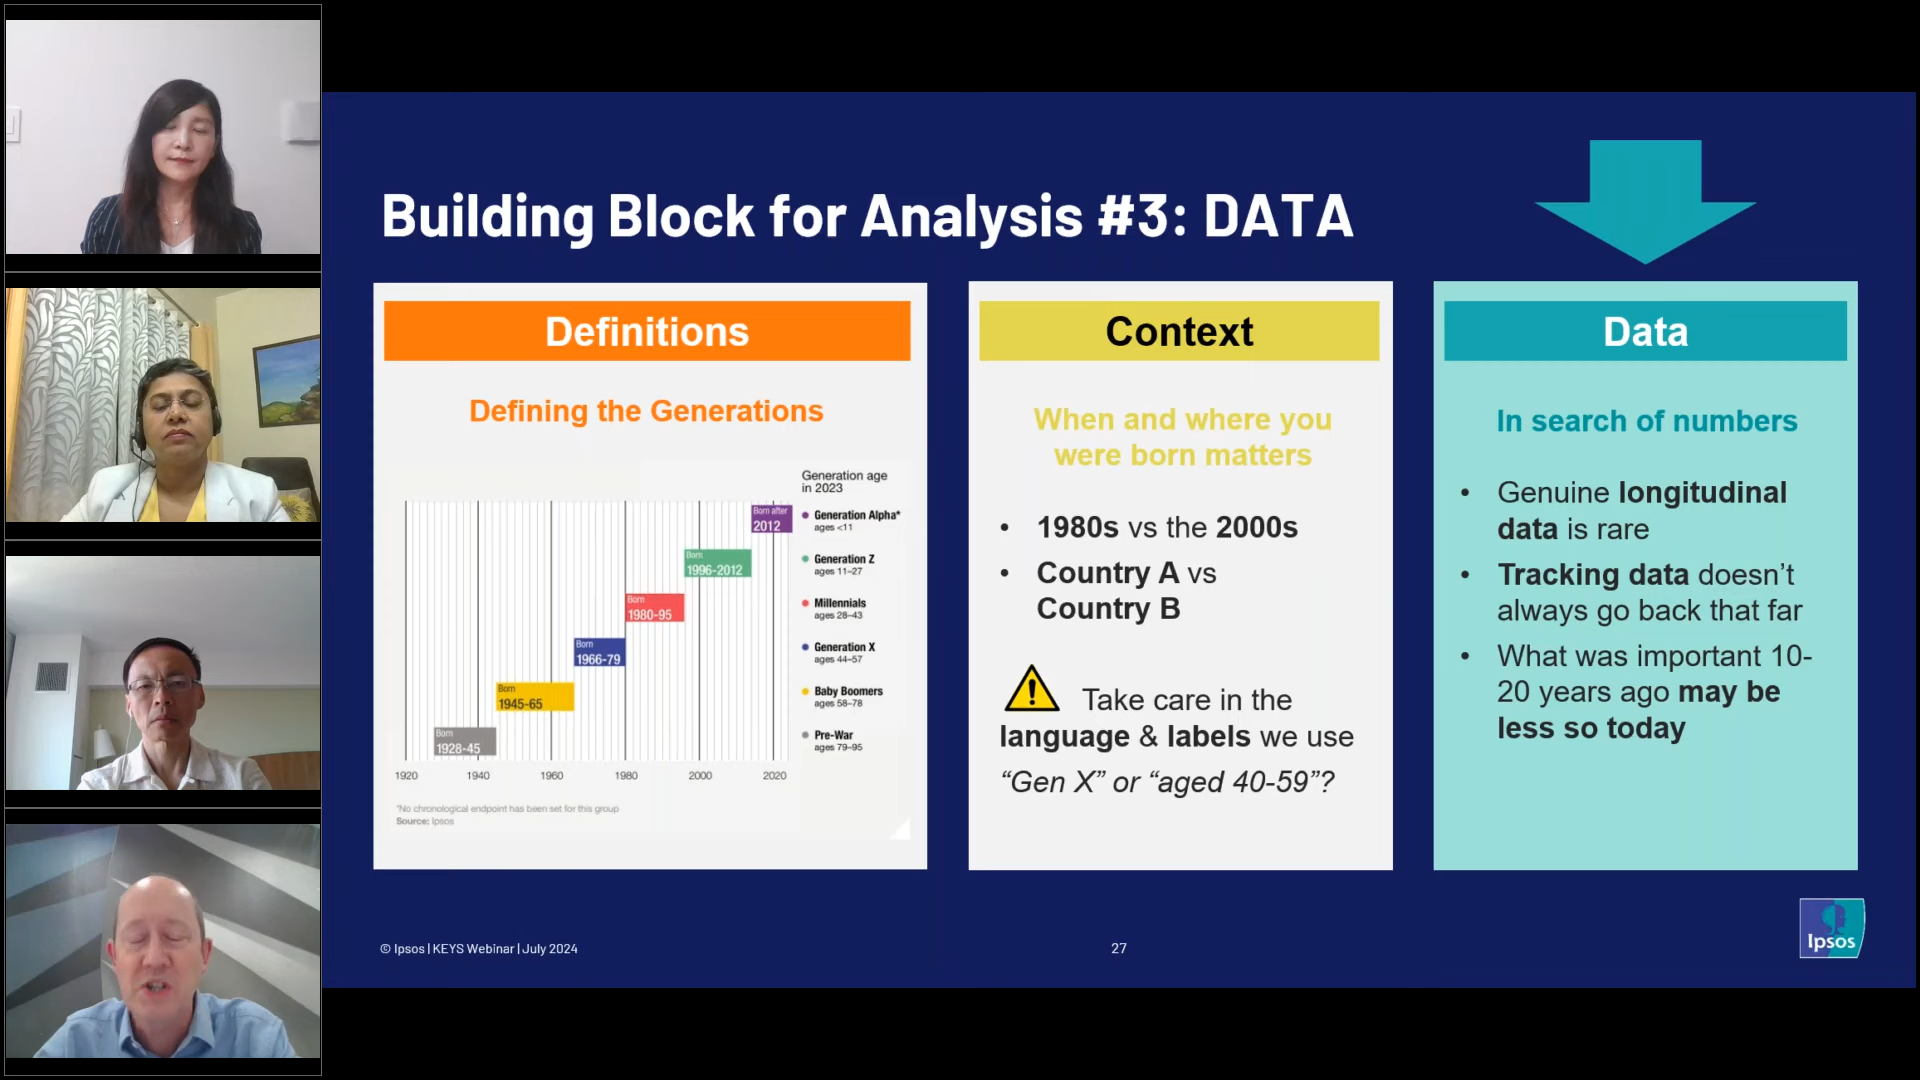 Building Block for Analysis #3: DATA
Definitions
Defining the Generations
Generation age
in 2023
Born after
2012
Generation Alpha*
ages <11
Born
1996-2012
Generation Z
ages 11–27
Born
1980-95
Millennials
ages 28–43
Born
1966-79
Generation X
ages 44–57
Born
1945-65
Baby Boomers
ages 58–78
Born
1928-45
Pre-War
ages 79–95
1920 1940 1960 1980 2000 2020
*No chronological endpoint has been set for this group
Source: Ipsos
Context
When and where you
were born matters
• 1980s vs the 2000s
• Country A vs
Country B
Take care in the
language & labels we use
“Gen X” or “aged 40-59”?
Data
In search of numbers
• Genuine longitudinal
data is rare
• Tracking data doesn’t
always go back that far
• What was important 10-
20 years ago may be
less so today
© Ipsos | KEYS Webinar | July 2024
27
Ipsos